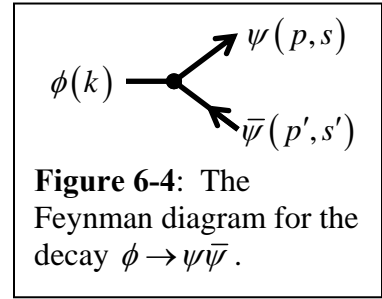 ψ(p,s)
ϕ(k)
ψ̅(p′,s′)
Figure 6-4: The
Feynman diagram for the
decay ϕ → ψψ̅ .